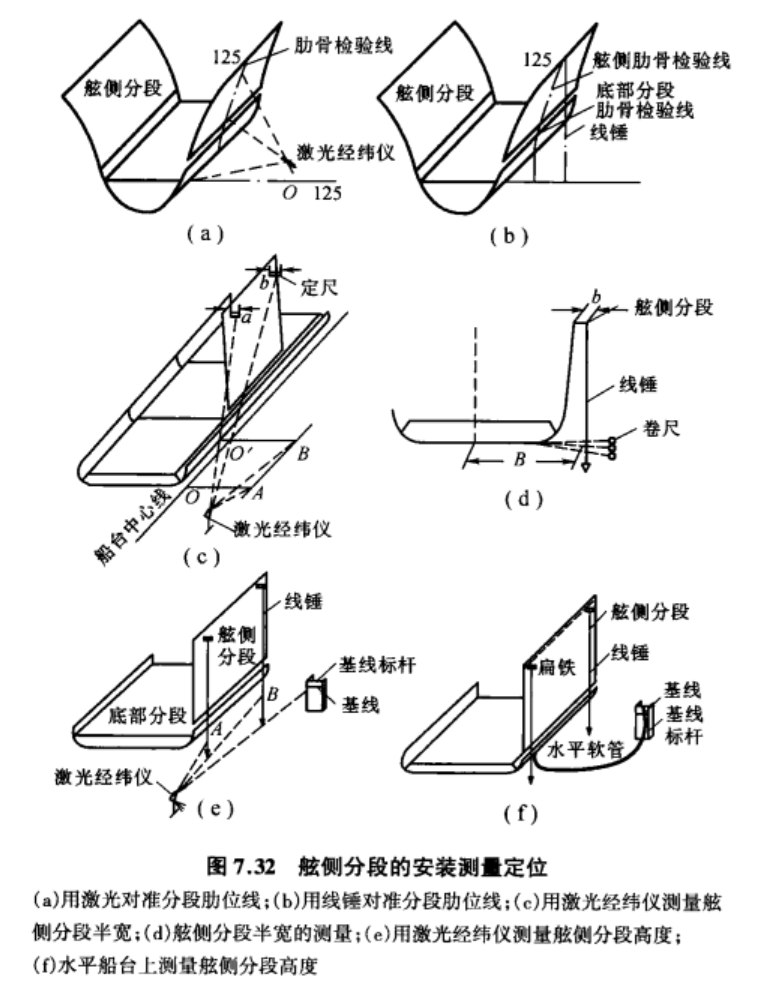 125
肋骨检验线
舷侧分段
激光经纬仪
O 125
(a)
125
舷侧肋骨检验线
舷侧分段
底部分段
肋骨检验线
线锤
(b)
b
定尺
a
O′
B
O
A
船台中心线
激光经纬仪
(c)
b
舷侧分段
线锤
卷尺
B
(d)
线锤
舷侧
分段
基线标杆
基线
底部分段
A
B
激光经纬仪
(e)
舷侧分段
扁铁
线锤
基线
基线
标杆
水平软管
(f)
图 7.32 舷侧分段的安装测量定位
(a)用激光对准分段肋位线;(b)用线锤对准分段肋位线;(c)用激光经纬仪测量舷
侧分段半宽;(d)舷侧分段半宽的测量;(e)用激光经纬仪测量舷侧分段高度;
(f)水平船台上测量舷侧分段高度